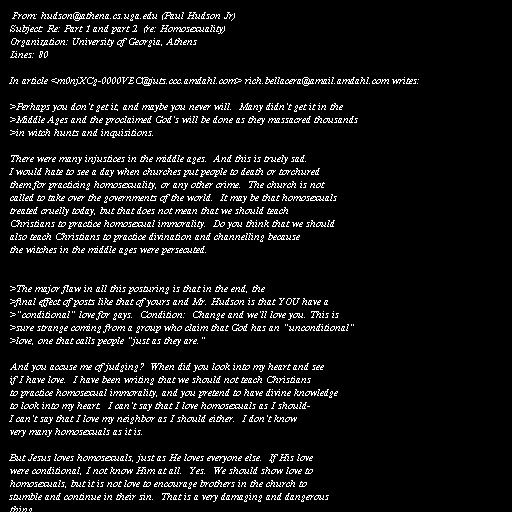 From: hudson@athena.cs.uga.edu (Paul Hudson Jr)
Subject: Re: Part 1 and part 2 (re: Homosexuality)
Organization: University of Georgia, Athens
Lines: 80

In article <m0njXCg-0000VEC@juts.ccc.amdahl.com> rich.bellacera@amail.amdahl.com writes:

>Perhaps you don't get it, and maybe you never will. Many didn't get it in the
>Middle Ages and the proclaimed God's will be done as they massacred thousands
>in witch hunts and inquisitions.

There were many injustices in the middle ages. And this is truely sad.
I would hate to see a day when churches put people to death or torchured
them for practicing homosexuality, or any other crime. The church is not
called to take over the governments of the world. It may be that homosexuals
treated cruelly today, but that does not mean that we should teach
Christians to practice homosexual immorality. Do you think that we should
also teach Christians to practice divination and channelling because
the witches in the middle ages were persecuted.

>The major flaw in all this posturing is that in the end, the
>final effect of posts like that of yours and Mr. Hudson is that YOU have a
>"conditional" love for gays. Condition: Change and we'll love you. This is
>sure strange coming from a group who claim that God has an "unconditional"
>love, one that calls people "just as they are."

And you accuse me of judging? When did you look into my heart and see
if I have love. I have been writing that we should not teach Christians
to practice homosexual immorality, and you pretend to have divine knowledge
to look into my heart. I can't say that I love homosexuals as I should-
I can't say that I love my neighbor as I should either. I don't know
very many homosexuals as it is.

But Jesus loves homosexuals, just as He loves everyone else. If His love
were conditional, I not know Him at all. Yes. We should show love to
homosexuals, but it is not love to encourage brothers in the church to
stumble and continue in their sin. That is a very damaging and dangerous
thing.